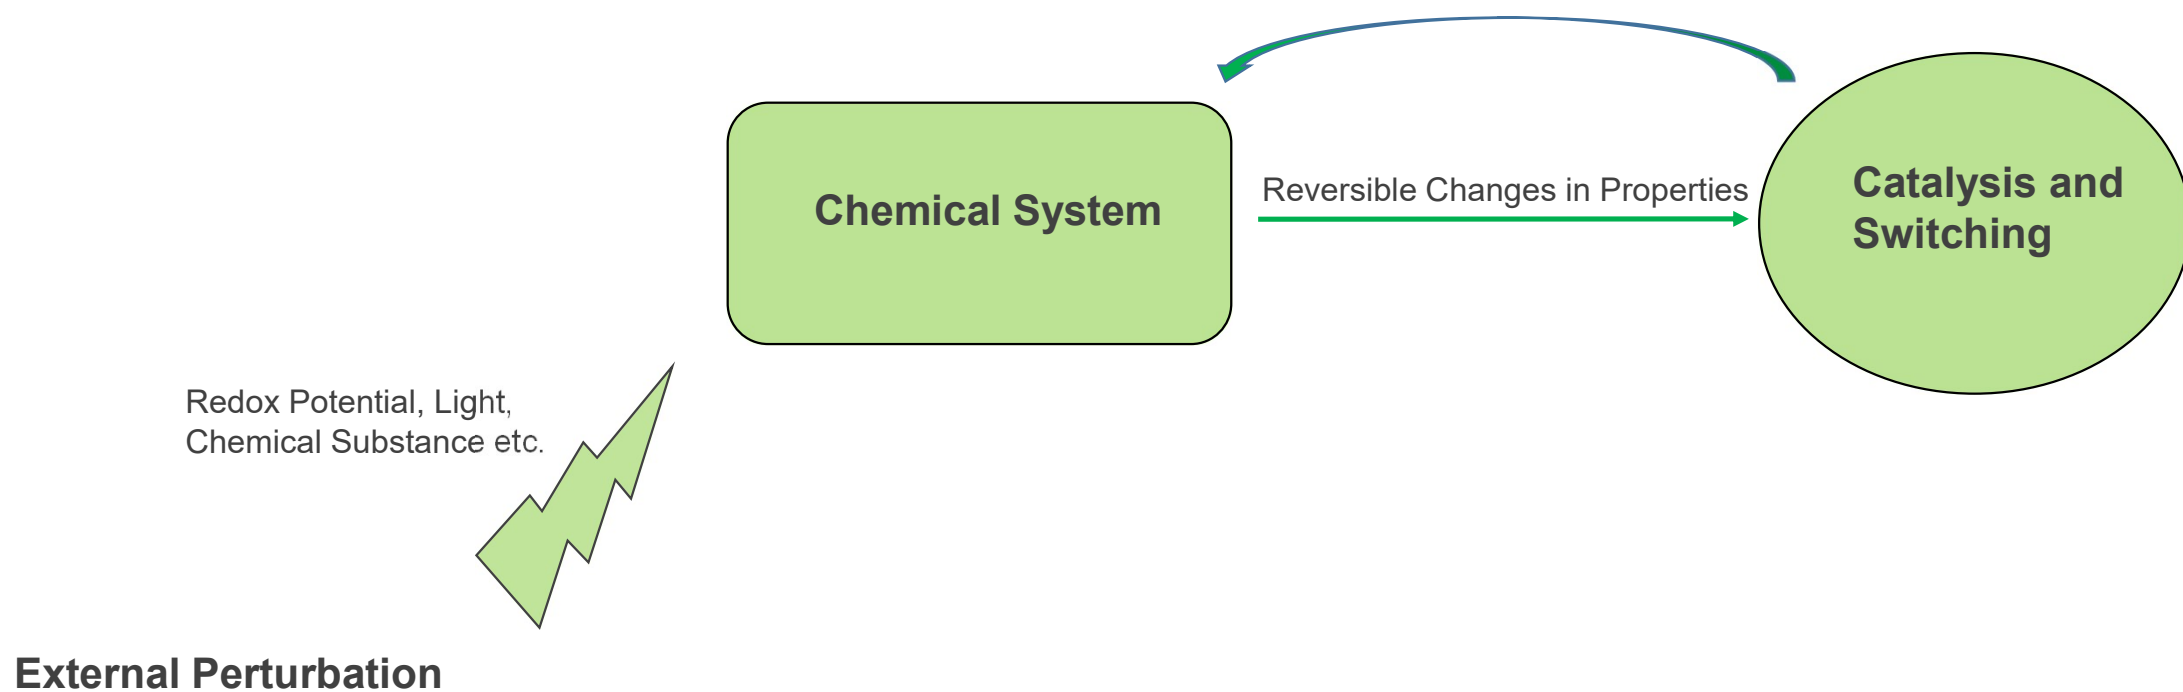 Chemical System
Reversible Changes in Properties
Catalysis and
Switching
Redox Potential, Light,
Chemical Substance etc.
External Perturbation